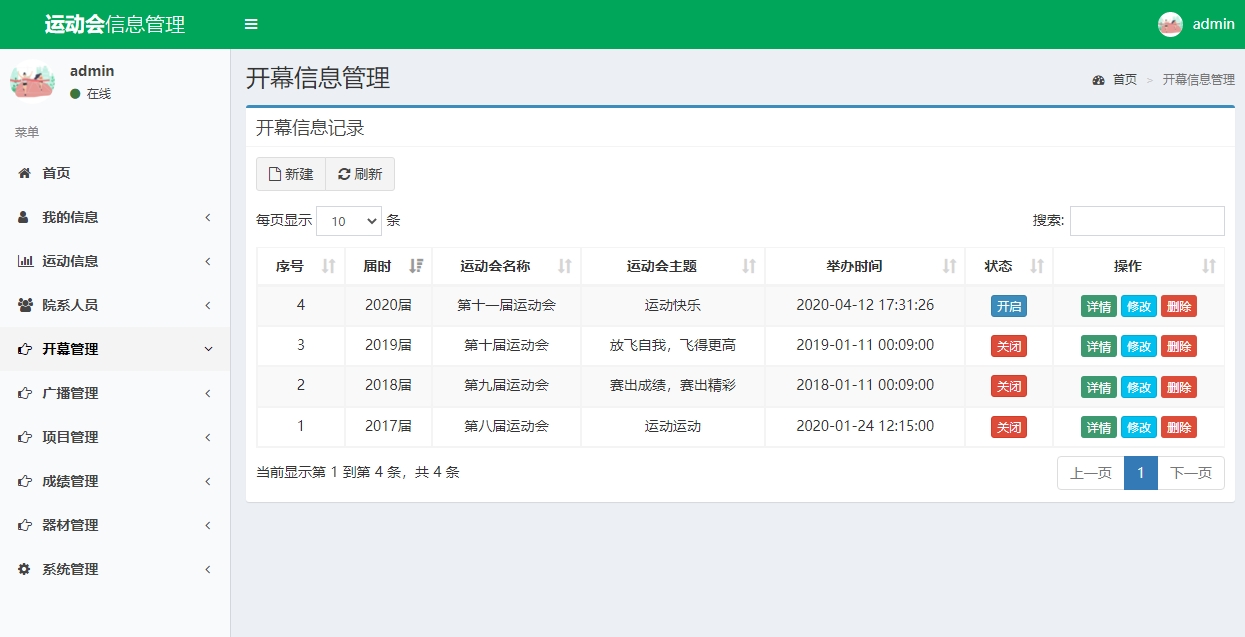 运动会信息管理
admin
admin
在线
菜单
首页
我的信息
运动信息
院系人员
开幕管理
广播管理
项目管理
成绩管理
器材管理
系统管理
开幕信息管理
首页 > 开幕信息管理
开幕信息记录
新建 刷新
每页显示 10 条 搜索:
序号 届时 运动会名称 运动会主题 举办时间 状态 操作
4 2020届 第十一届运动会 运动快乐 2020-04-12 17:31:26 开启 详情 修改 删除
3 2019届 第十届运动会 放飞自我，飞得更高 2019-01-11 00:09:00 关闭 详情 修改 删除
2 2018届 第九届运动会 赛出成绩，赛出精彩 2018-01-11 00:09:00 关闭 详情 修改 删除
1 2017届 第八届运动会 运动运动 2020-01-24 12:15:00 关闭 详情 修改 删除
当前显示第 1 到第 4 条，共 4 条
上一页 1 下一页